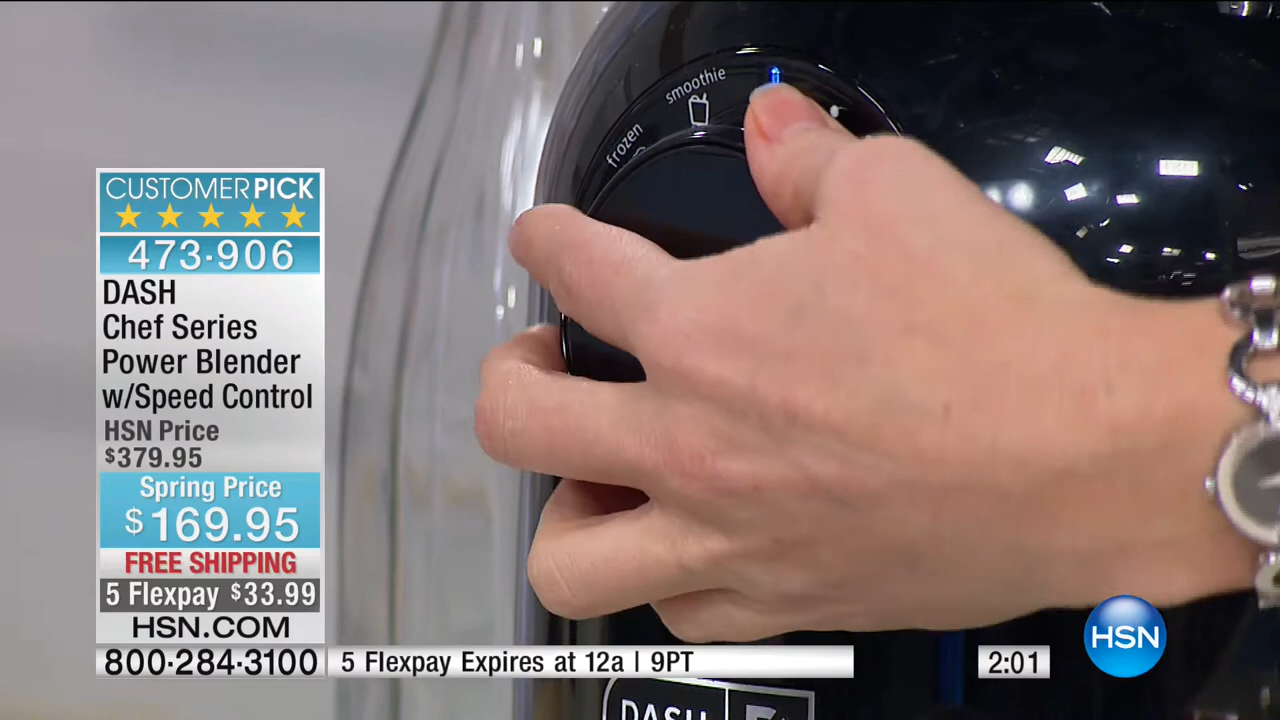 smoothie
frozen
CUSTOMER PICK
473-906
DASH
Chef Series
Power Blender
w/Speed Control
HSN Price
$379.95
Spring Price
$169.95
FREE SHIPPING
5 Flexpay $33.99
HSN.COM
800-284-3100
5 Flexpay Expires at 12a | 9PT
2:01
HSN
DASH